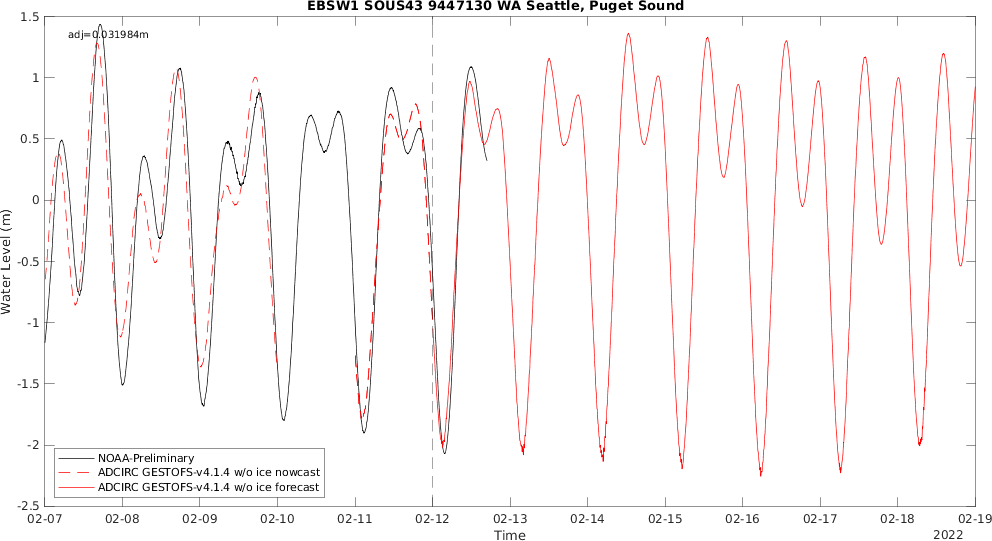 EBSW1 SOUS43 9447130 WA Seattle, Puget Sound
adj=0.031984m
1.5
1
0.5
0
-0.5
-1
-1.5
-2
-2.5
Water Level (m)
NOAA-Preliminary
ADCIRC GESTOFS-v4.1.4 w/o ice nowcast
ADCIRC GESTOFS-v4.1.4 w/o ice forecast
02-07 02-08 02-09 02-10 02-11 02-12 02-13 02-14 02-15 02-16 02-17 02-18 02-19
Time
2022